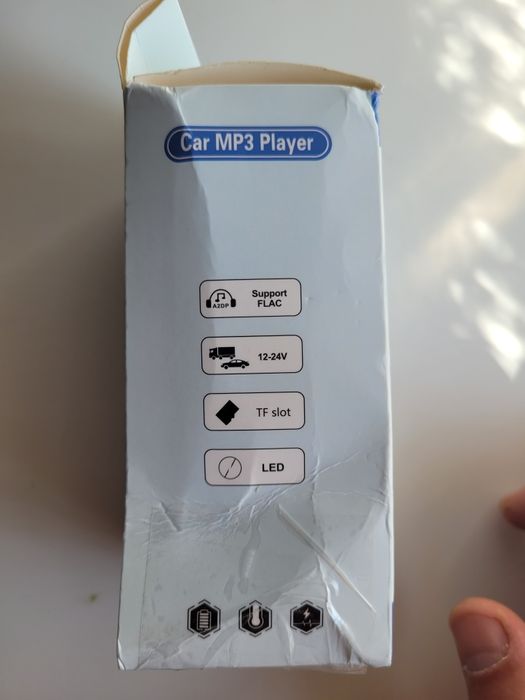 Car MP3 Player
A2DP
Support
FLAC
12-24V
TF slot
LED